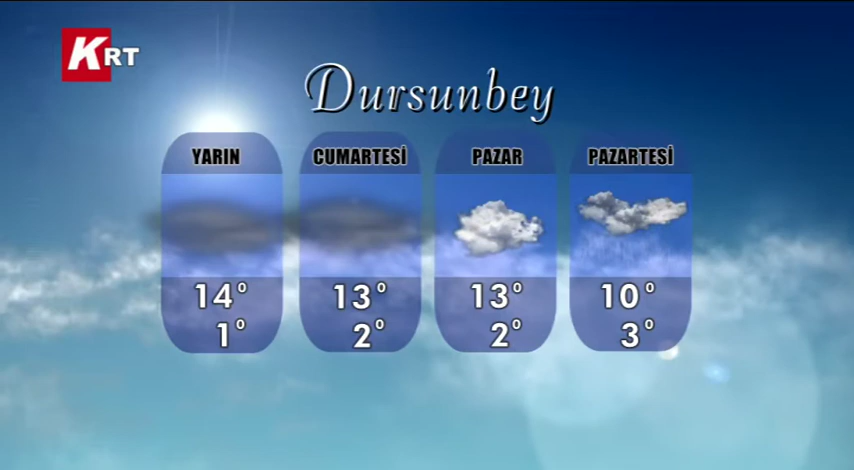 KRT
Dursunbey
YARIN CUMARTESİ PAZAR PAZARTESİ
14° 13° 13° 10°
1° 2° 2° 3°